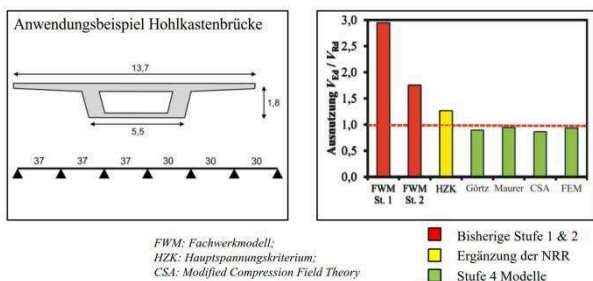 Anwendungsbeispiel Hohlkastenbrücke
13,7
1,8
5,5
37 37 37 30 30 30
Ausnutzung V_Ed / V_Rd
3,0
2,5
2,0
1,5
1,0
0,5
0,0
FWM St. 1
FWM St. 2
HZK
Görtz
Maurer
CSA
FEM
FWM: Fachwerkmodell;
HZK: Hauptspannungskriterium;
CSA: Modified Compression Field Theory
Bisherige Stufe 1 & 2
Ergänzung der NRR
Stufe 4 Modelle